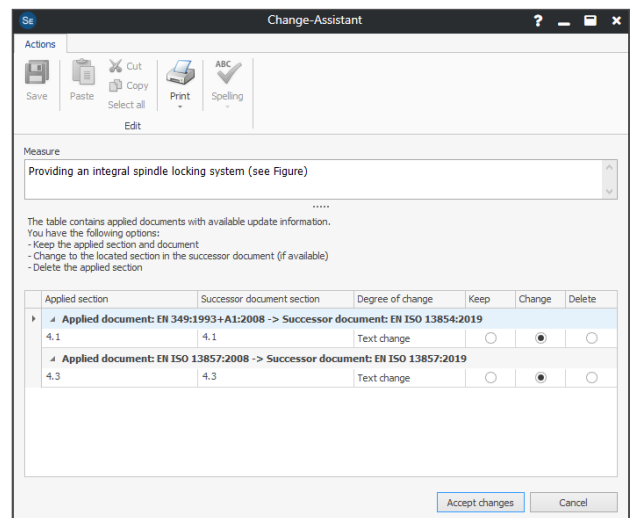 SE
Change-Assistant
?
Actions
Save
Paste
Cut
Copy
Select all
Print
ABC
Spelling
Edit
Measure
Providing an integral spindle locking system (see Figure)
The table contains applied documents with available update information.
You have the following options:
- Keep the applied section and document
- Change to the located section in the successor document (if available)
- Delete the applied section
Applied section Successor document section Degree of change Keep Change Delete
Applied document: EN 349:1993+A1:2008 -> Successor document: EN ISO 13854:2019
4.1 4.1 Text change
Applied document: EN ISO 13857:2008 -> Successor document: EN ISO 13857:2019
4.3 4.3 Text change
Accept changes Cancel